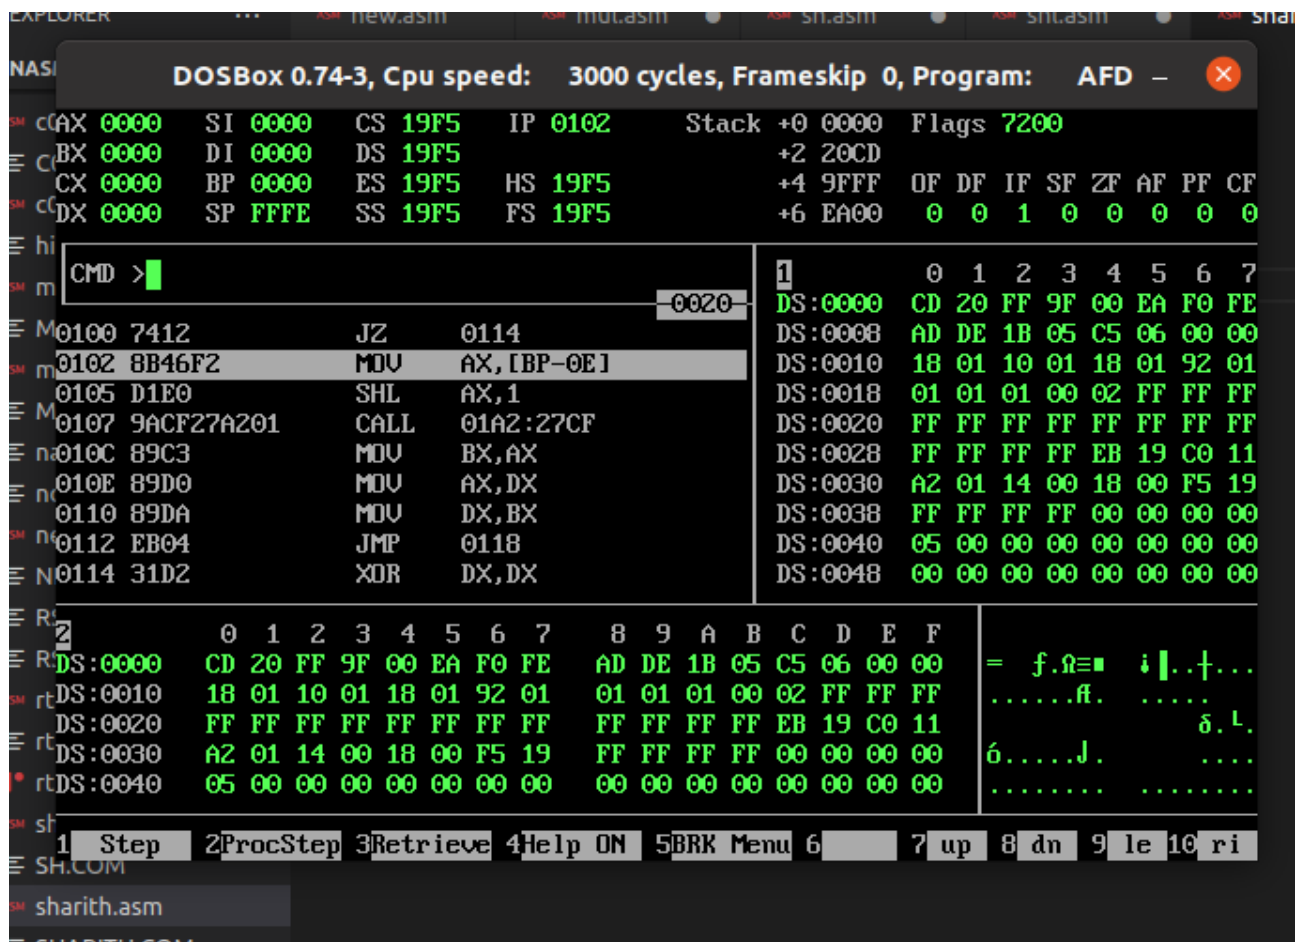 EXPLORER ... new.asm mut.asm sh.asm shl.asm shar
NAS DOSBox 0.74-3, Cpu speed: 3000 cycles, Frameskip 0, Program: AFD
AX 0000 SI 0000 CS 19F5 IP 0102 Stack +0 0000 Flags 7200
BX 0000 DI 0000 DS 19F5 +2 20CD
CX 0000 BP 0000 ES 19F5 HS 19F5 +4 9FFF OF DF IF SF ZF AF PF CF
DX 0000 SP FFFE SS 19F5 FS 19F5 +6 EA00 0 0 1 0 0 0 0 0
CMD > 1 0 1 2 3 4 5 6 7
0020 DS:0000 CD 20 FF 9F 00 EA F0 FE
0100 7412 JZ 0114 DS:0008 AD DE 1B 05 C5 06 00 00
0102 8B46F2 MOV AX,[BP-0E] DS:0010 18 01 10 01 18 01 92 01
0105 D1E0 SHL AX,1 DS:0018 01 01 01 00 02 FF FF FF
0107 9ACF27A201 CALL 01A2:27CF DS:0020 FF FF FF FF FF FF FF FF
010C 89C3 MOV BX,AX DS:0028 FF FF FF FF EB 19 C0 11
010E 89D0 MOV AX,DX DS:0030 A2 01 14 00 18 00 F5 19
0110 89DA MOV DX,BX DS:0038 FF FF FF FF 00 00 00 00
0112 EB04 JMP 0118 DS:0040 05 00 00 00 00 00 00 00
0114 31D2 XOR DX,DX DS:0048 00 00 00 00 00 00 00 00
2 0 1 2 3 4 5 6 7 8 9 A B C D E F
DS:0000 CD 20 FF 9F 00 EA F0 FE AD DE 1B 05 C5 06 00 00 = ƒ.Ω≡■ ¡▐..┼...
DS:0010 18 01 10 01 18 01 92 01 01 01 01 00 02 FF FF FF ......Æ. .....
DS:0020 FF FF FF FF FF FF FF FF FF FF FF FF EB 19 C0 11 δ.└.
DS:0030 A2 01 14 00 18 00 F5 19 FF FF FF FF 00 00 00 00 ó.....⌡. ....
DS:0040 05 00 00 00 00 00 00 00 00 00 00 00 00 00 00 00 ........ ........
1 Step 2ProcStep 3Retrieve 4Help ON 5BRK Menu 6 7 up 8 dn 9 le 10 ri
SH.COM
sharith.asm